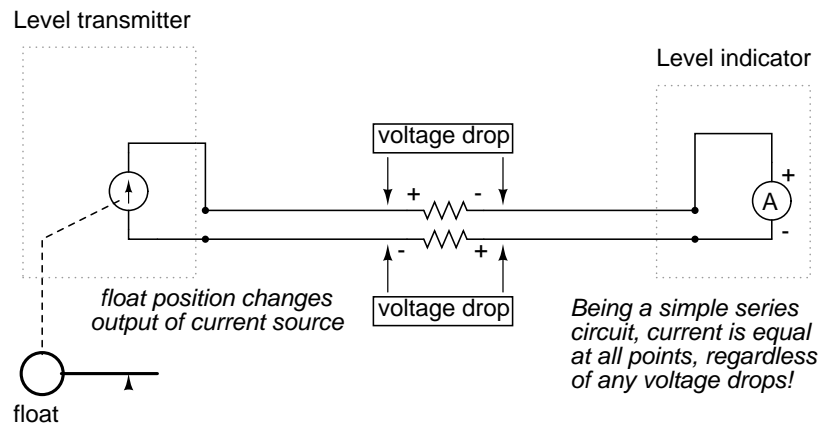 Level transmitter
Level indicator
voltage drop
+ -
+
A
-
- +
voltage drop
float position changes
output of current source
Being a simple series
circuit, current is equal
at all points, regardless
of any voltage drops!
float